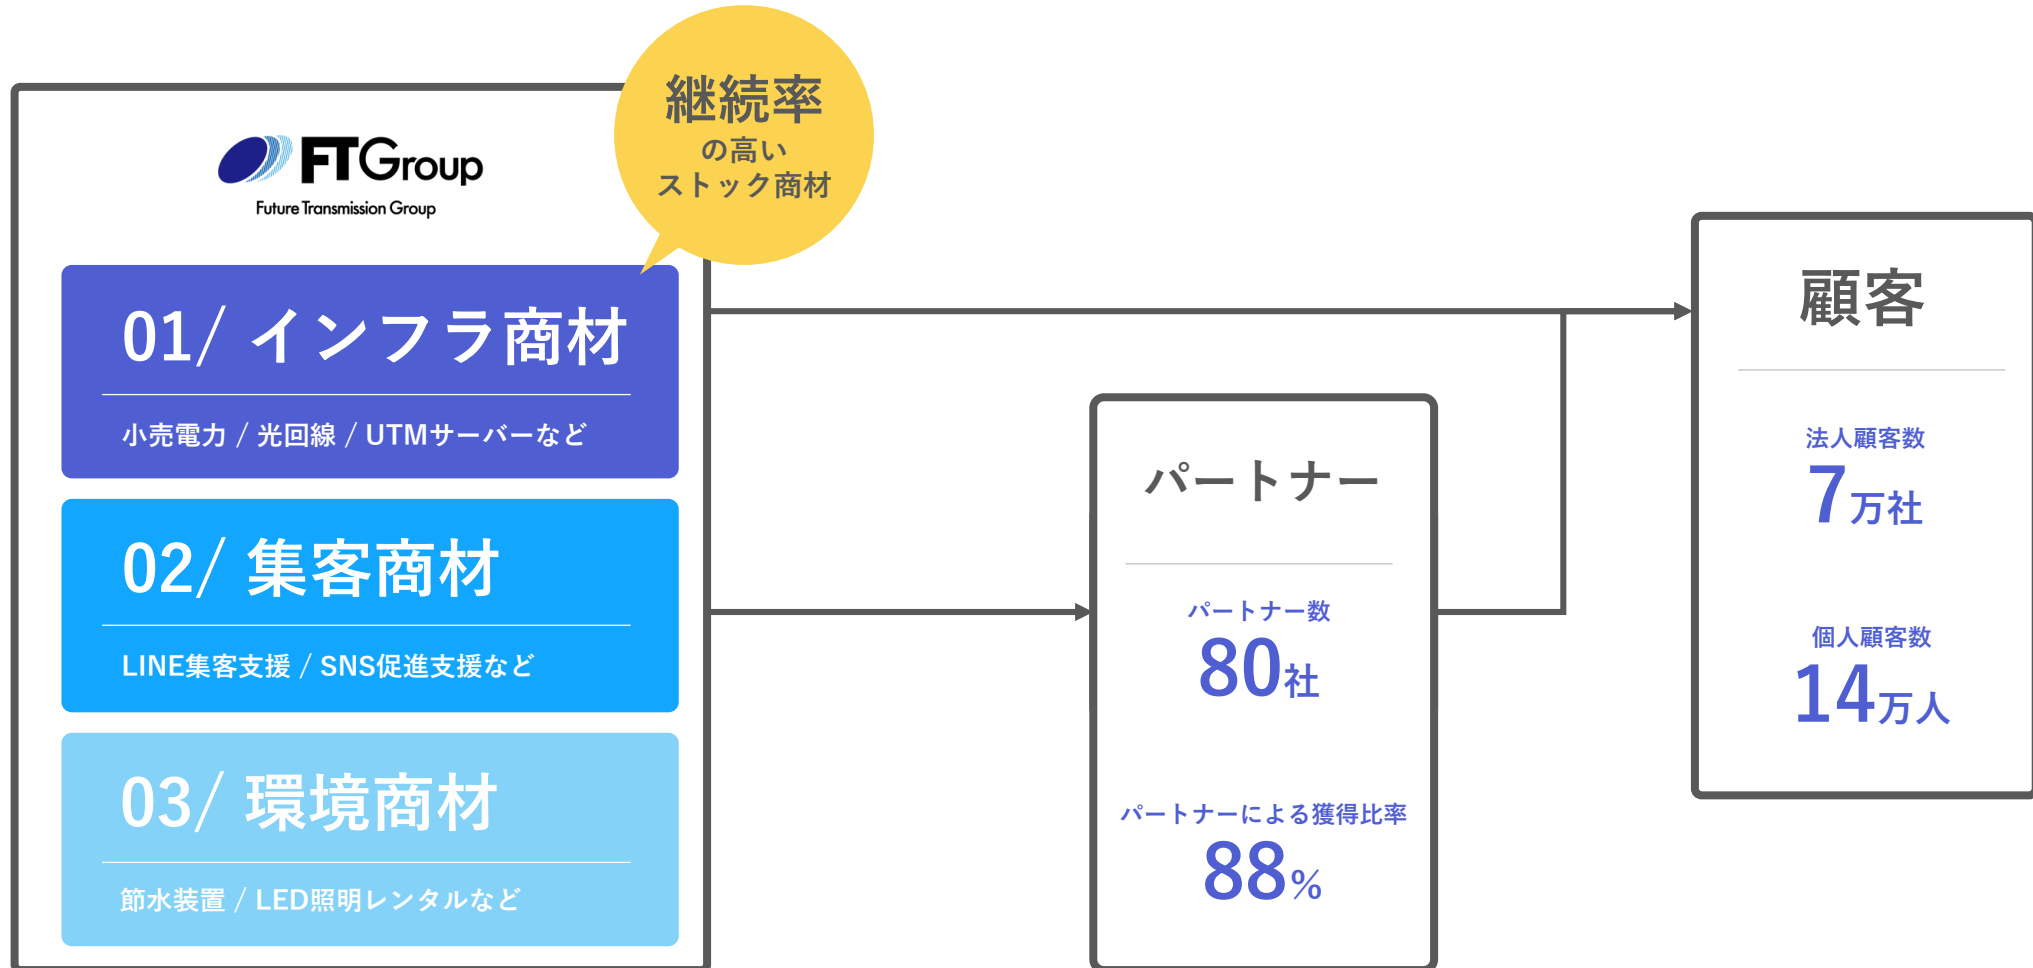 継続率
の高い
ストック商材
FTGroup
Future Transmission Group
01/ インフラ商材
小売電力 / 光回線 / UTMサーバーなど
02/ 集客商材
LINE集客支援 / SNS促進支援など
03/ 環境商材
節水装置 / LED照明レンタルなど
パートナー
パートナー数
80社
パートナーによる獲得比率
88%
顧客
法人顧客数
7万社
個人顧客数
14万人